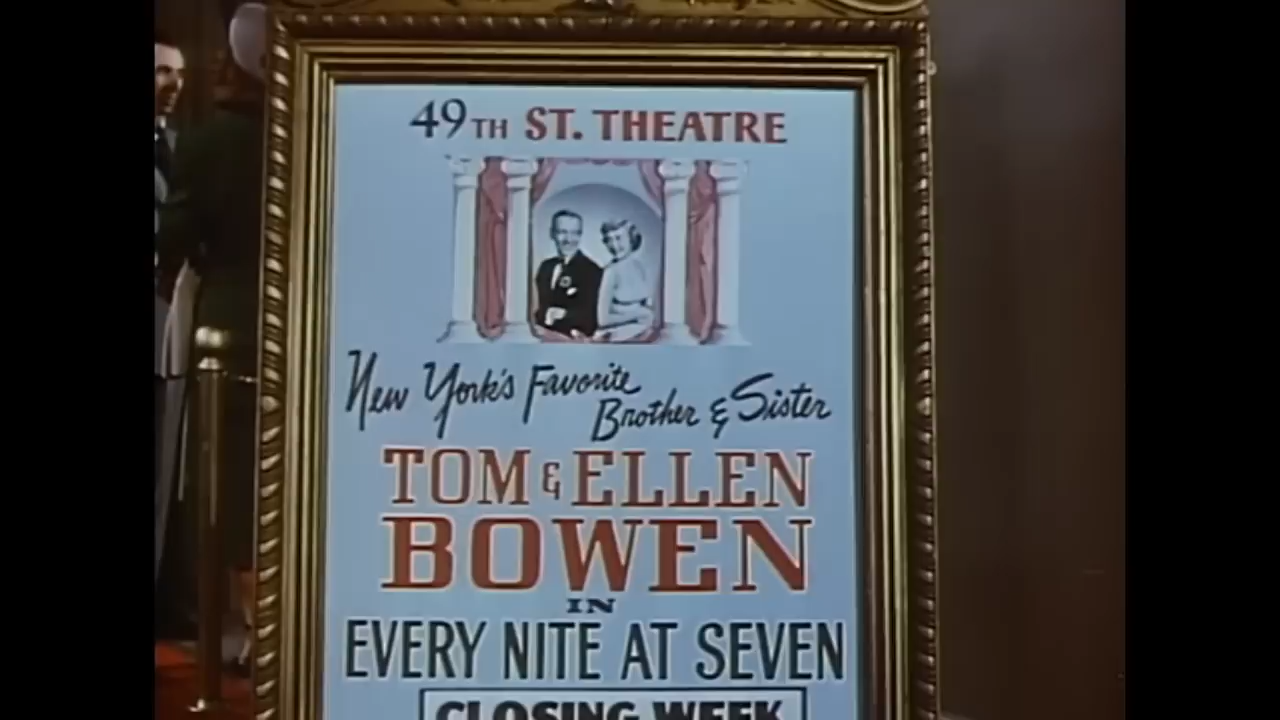 49TH ST. THEATRE
New York's Favorite
Brother & Sister
TOM & ELLEN
BOWEN
IN
EVERY NITE AT SEVEN
CLOSING WEEK